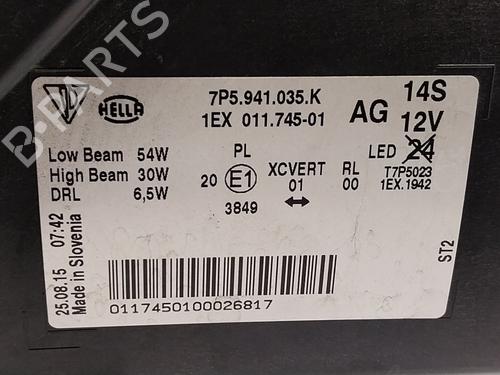 B-PARTS
HELLA
7P5.941.035.K
1EX 011.745-01
AG
14S
12V
LED 24
Low Beam 54W
High Beam 30W
DRL 6,5W
PL
20 E1
3849
XCVERT
01
RL
00
T7P5023
1EX.1942
ST2
25.08.15 07:42
Made in Slovenia
0117450100026817